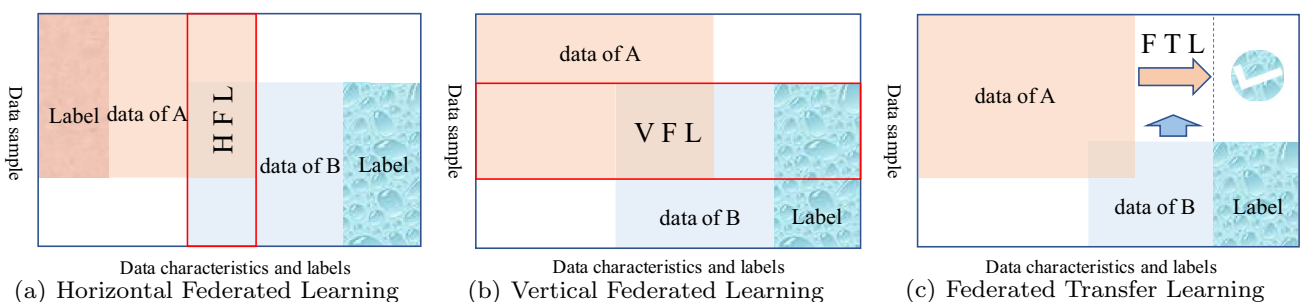 Data sample
Label
data of A
H F L
data of B
Label
Data characteristics and labels
(a) Horizontal Federated Learning
Data sample
data of A
V F L
data of B
Label
Data characteristics and labels
(b) Vertical Federated Learning
Data sample
data of A
F T L
data of B
Label
Data characteristics and labels
(c) Federated Transfer Learning